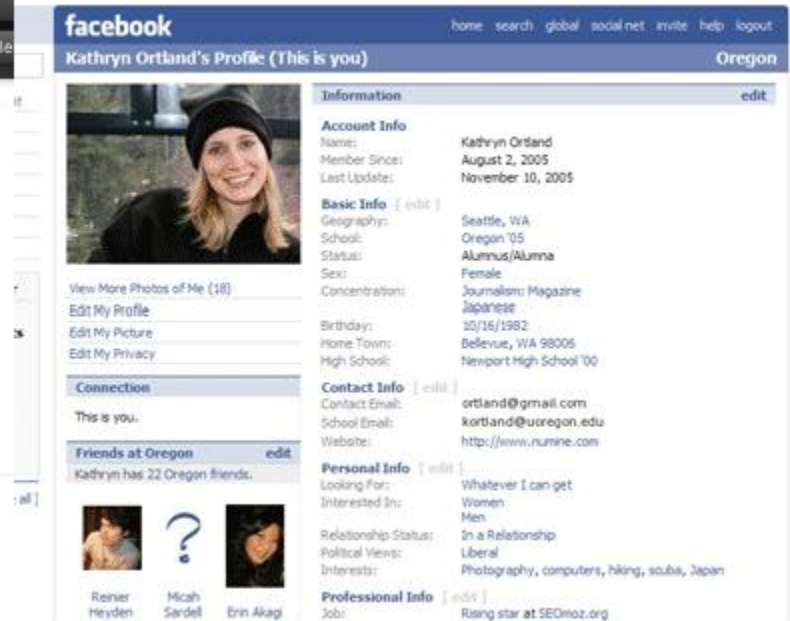 facebook
home search global social net invite help logout
Kathryn Ortland's Profile (This is you) Oregon
View More Photos of Me (18)
Edit My Profile
Edit My Picture
Edit My Privacy
Connection
This is you.
Friends at Oregon edit
Kathryn has 22 Oregon friends.
Reinier Heyden
Micah Sardell
Erin Akagi
Information edit
Account Info
Name: Kathryn Ortland
Member Since: August 2, 2005
Last Update: November 10, 2005
Basic Info [ edit ]
Geography: Seattle, WA
School: Oregon '05
Status: Alumnus/Alumna
Sex: Female
Concentration: Journalism: Magazine
Japanese
Birthday: 10/16/1982
Home Town: Bellevue, WA 98006
High School: Newport High School '00
Contact Info [ edit ]
Contact Email: ortland@gmail.com
School Email: kortland@uoregon.edu
Website: http://www.numine.com
Personal Info [ edit ]
Looking For: Whatever I can get
Interested In: Women
Men
Relationship Status: In a Relationship
Political Views: Liberal
Interests: Photography, computers, hiking, scuba, Japan
Professional Info [ edit ]
Job: Rising star at SEOmoz.org
all ]